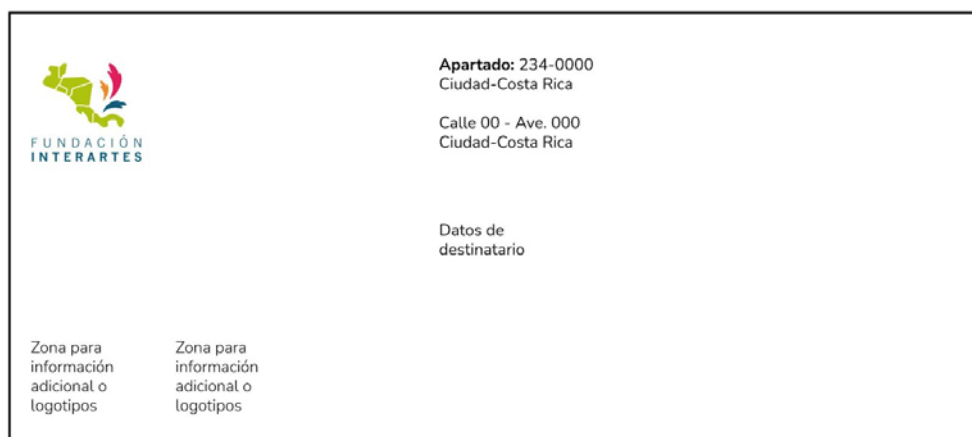 FUNDACIÓN
INTERARTES
Apartado: 234-0000
Ciudad-Costa Rica
Calle 00 - Ave. 000
Ciudad-Costa Rica
Datos de
destinatario
Zona para
información
adicional o
logotipos
Zona para
información
adicional o
logotipos